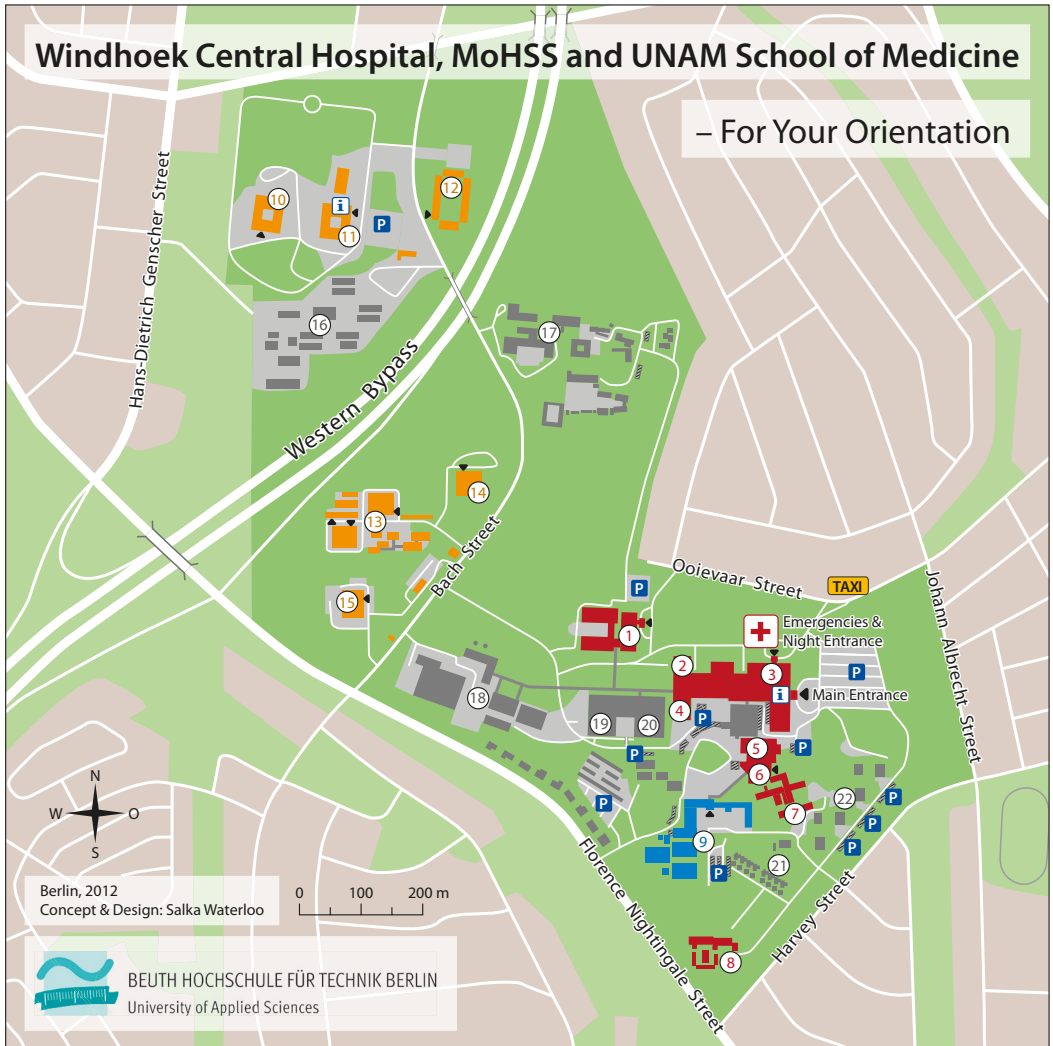 Windhoek Central Hospital, MoHSS and UNAM School of Medicine
– For Your Orientation
Hans-Dietrich Genscher Street
10
i
11
P
12
16
17
Western Bypass
14
13
Bach Street
15
Ooievaar Street
TAXI
P
1
Emergencies &
Night Entrance
2
3
P
i
Main Entrance
Johann Albrecht Street
18
4
P
19
20
P
5
P
6
P
7
22
P
P
P
9
P
21
Florence Nightingale Street
Harvey Street
8
N
W
O
S
Berlin, 2012
Concept & Design: Salka Waterloo
0 100 200 m
BEUTH HOCHSCHULE FÜR TECHNIK BERLIN
University of Applied Sciences